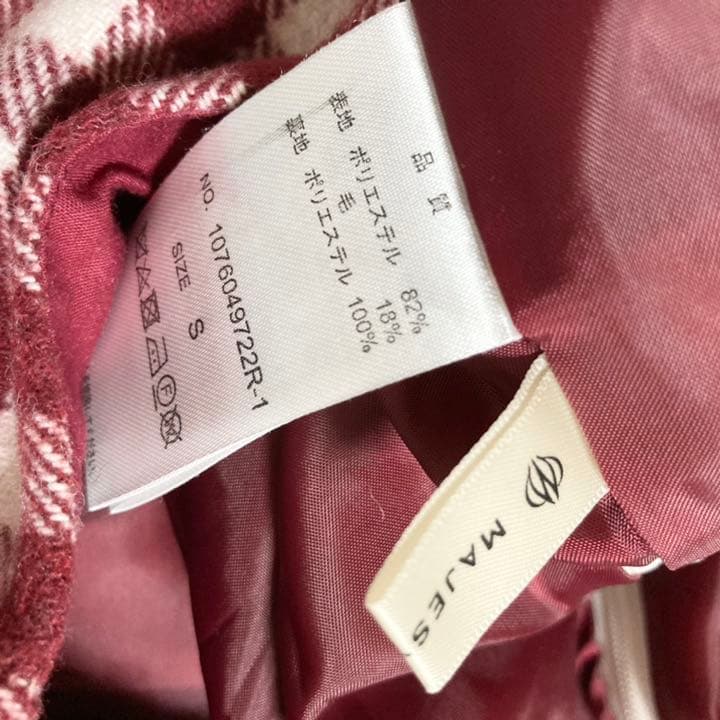 品質
表地 ポリエステル 82%
毛 18%
裏地 ポリエステル 100%
NO. 1076049722R-1
SIZE S
F
MAJES